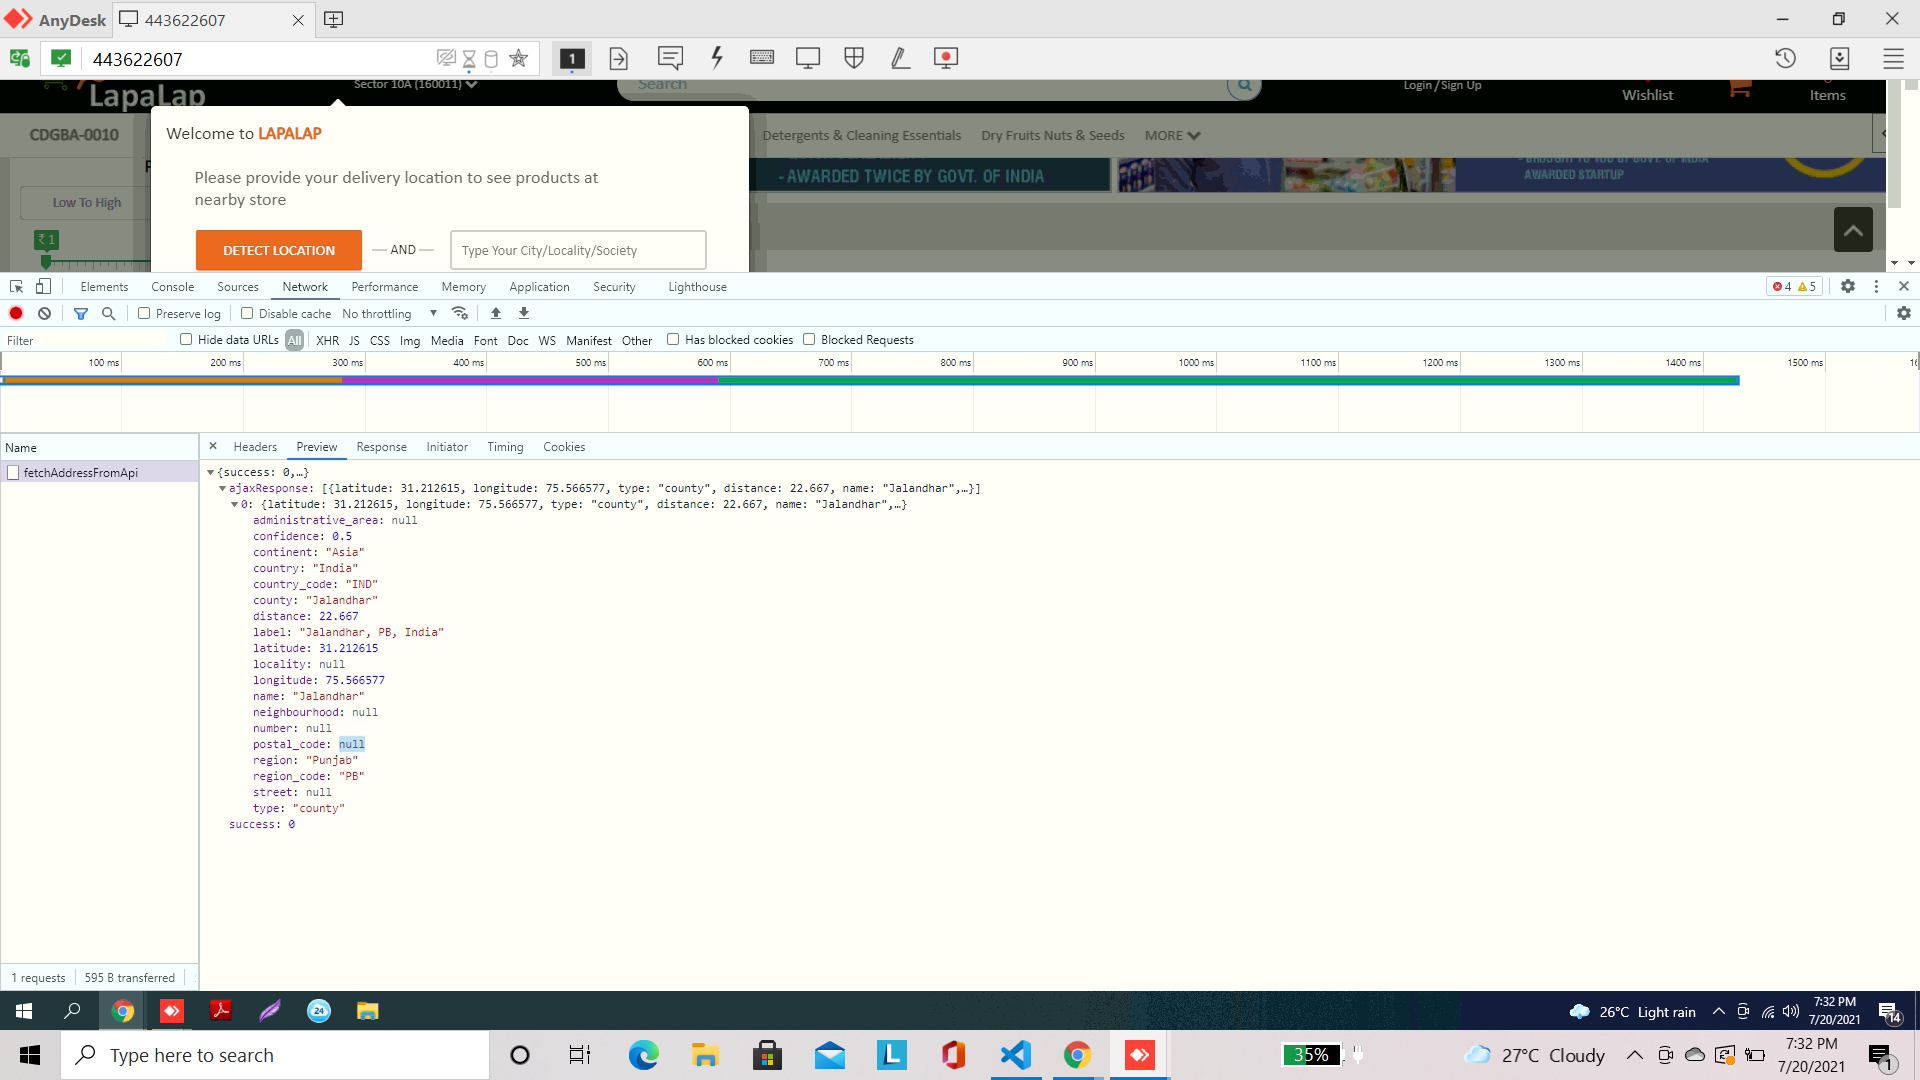 AnyDesk 443622607
443622607 1
LapaLap Sector 10A (160011) Search Login/Sign Up Wishlist Items
CDGBA-0010 Detergents & Cleaning Essentials Dry Fruits Nuts & Seeds MORE
Welcome to LAPALAP
Please provide your delivery location to see products at
nearby store
- AWARDED TWICE BY GOVT. OF INDIA
- BROUGHT TO YOU BY GOVT. OF INDIA
AWARDED STARTUP
Low To High
₹ 1
DETECT LOCATION — AND — Type Your City/Locality/Society
Elements Console Sources Network Performance Memory Application Security Lighthouse 4 5
Preserve log Disable cache No throttling
Filter Hide data URLs All XHR JS CSS Img Media Font Doc WS Manifest Other Has blocked cookies Blocked Requests
100 ms 200 ms 300 ms 400 ms 500 ms 600 ms 700 ms 800 ms 900 ms 1000 ms 1100 ms 1200 ms 1300 ms 1400 ms 1500 ms
Name Headers Preview Response Initiator Timing Cookies
fetchAddressFromApi
{success: 0,…}
ajaxResponse: [{latitude: 31.212615, longitude: 75.566577, type: "county", distance: 22.667, name: "Jalandhar",…}]
0: {latitude: 31.212615, longitude: 75.566577, type: "county", distance: 22.667, name: "Jalandhar",…}
administrative_area: null
confidence: 0.5
continent: "Asia"
country: "India"
country_code: "IND"
county: "Jalandhar"
distance: 22.667
label: "Jalandhar, PB, India"
latitude: 31.212615
locality: null
longitude: 75.566577
name: "Jalandhar"
neighbourhood: null
number: null
postal_code: null
region: "Punjab"
region_code: "PB"
street: null
type: "county"
success: 0
1 requests 595 B transferred
24 26°C Light rain 7:32 PM
7/20/2021 14
Type here to search L 35% 27°C Cloudy 7:32 PM
7/20/2021 1